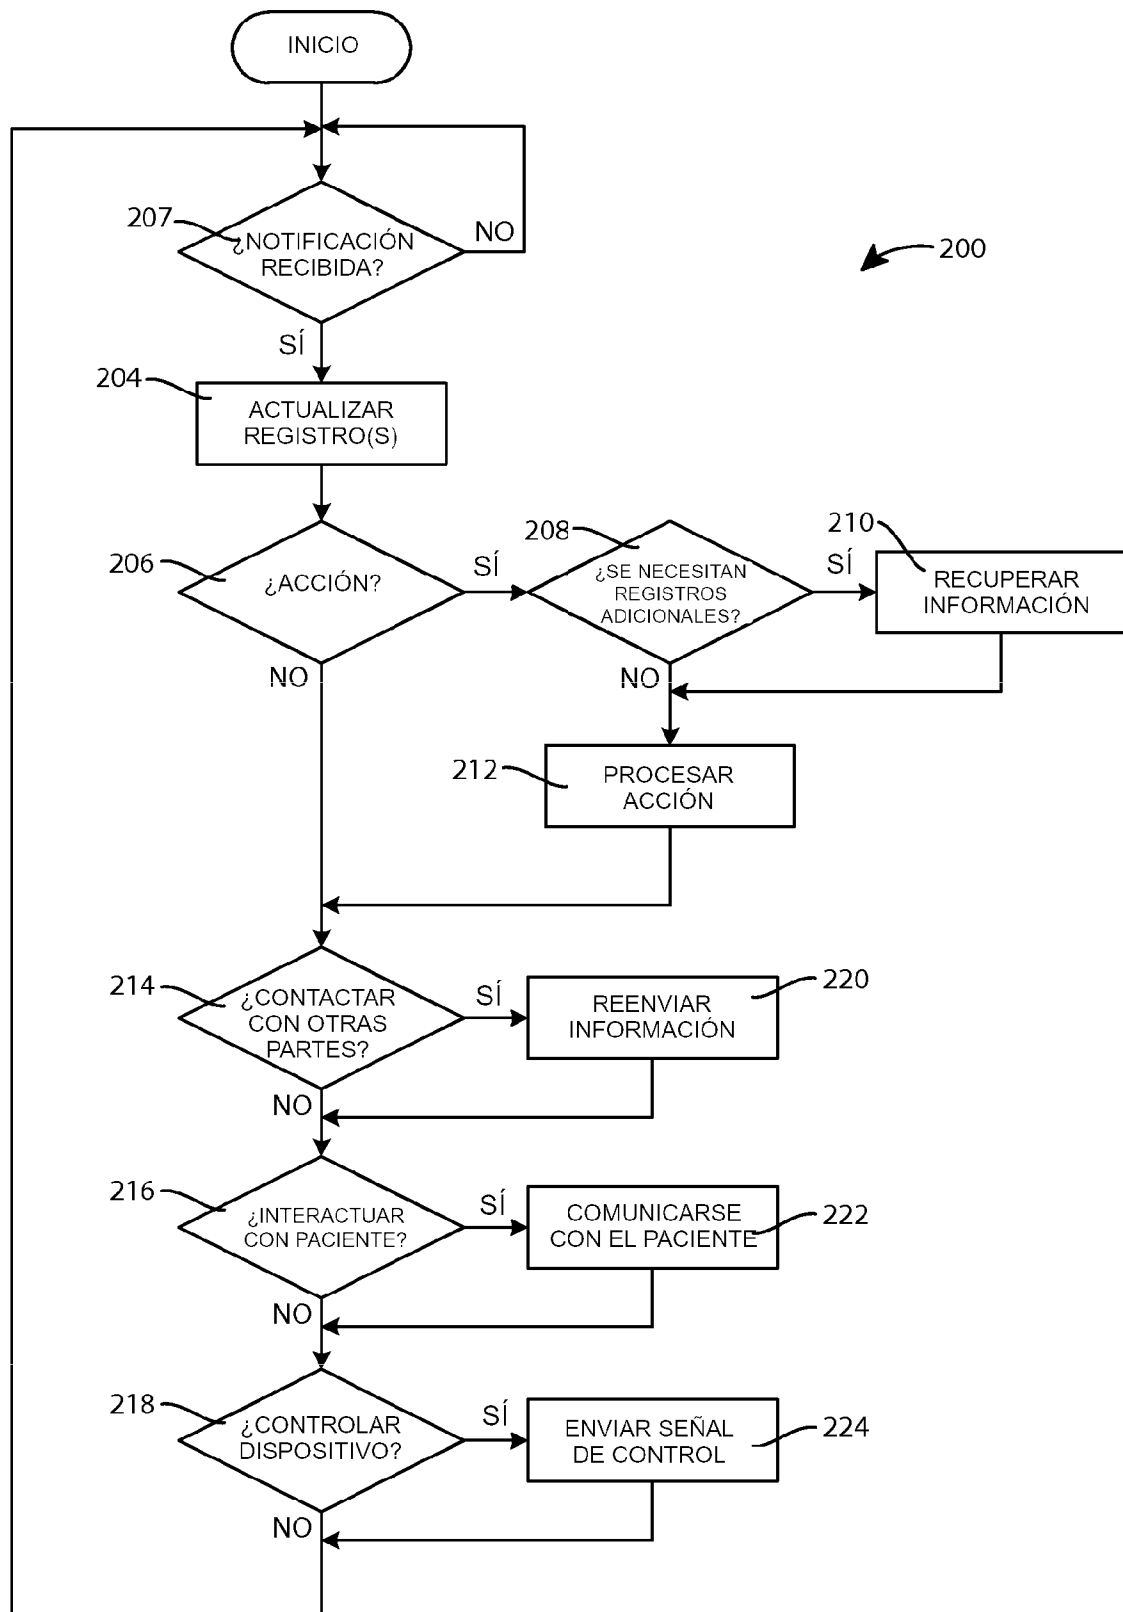 INICIO
207
¿NOTIFICACIÓN
RECIBIDA?
NO
200
SÍ
204
ACTUALIZAR
REGISTRO(S)
206
¿ACCIÓN?
SÍ
208
¿SE NECESITAN
REGISTROS
ADICIONALES?
SÍ
210
RECUPERAR
INFORMACIÓN
NO
NO
212
PROCESAR
ACCIÓN
214
¿CONTACTAR
CON OTRAS
PARTES?
SÍ
REENVIAR
INFORMACIÓN
220
NO
216
¿INTERACTUAR
CON PACIENTE?
SÍ
COMUNICARSE
CON EL PACIENTE
222
NO
218
¿CONTROLAR
DISPOSITIVO?
SÍ
ENVIAR SEÑAL
DE CONTROL
224
NO